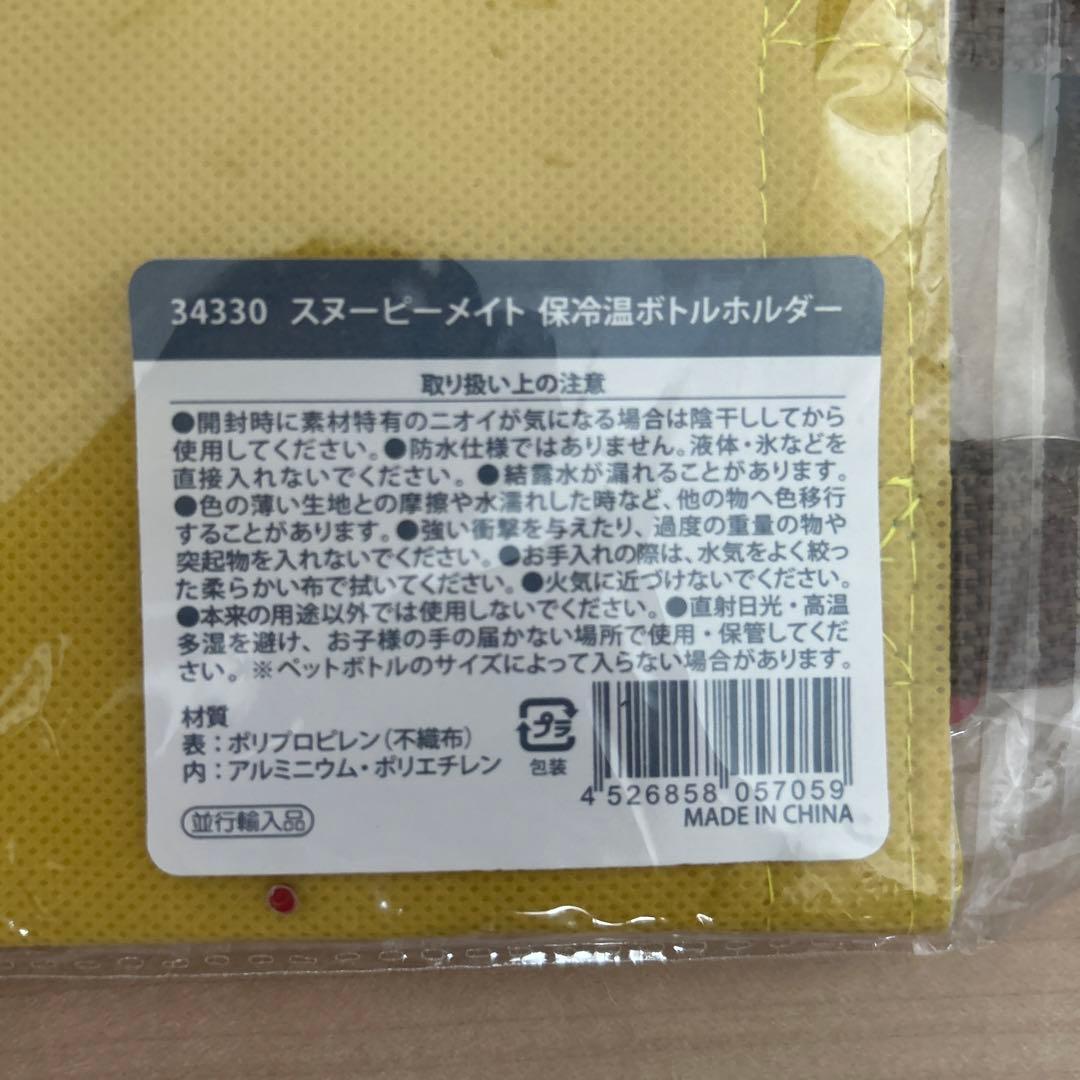 34330 スヌーピーメイト 保冷温ボトルホルダー
取り扱い上の注意
●開封時に素材特有のニオイが気になる場合は陰干ししてから
使用してください。●防水仕様ではありません。液体・氷などを
直接入れないでください。●結露水が漏れることがあります。
●色の薄い生地との摩擦や水濡れした時など、他の物へ色移行
することがあります。●強い衝撃を与えたり、過度の重量の物や
突起物を入れないでください。●お手入れの際は、水気をよく絞っ
た柔らかい布で拭いてください。●火気に近づけないでください。
●本来の用途以外では使用しないでください。●直射日光・高温
多湿を避け、お子様の手の届かない場所で使用・保管してくだ
さい。※ペットボトルのサイズによって入らない場合があります。
材質
表：ポリプロピレン(不織布)
内：アルミニウム・ポリエチレン
プラ
包装
4 526858 057059
MADE IN CHINA
並行輸入品